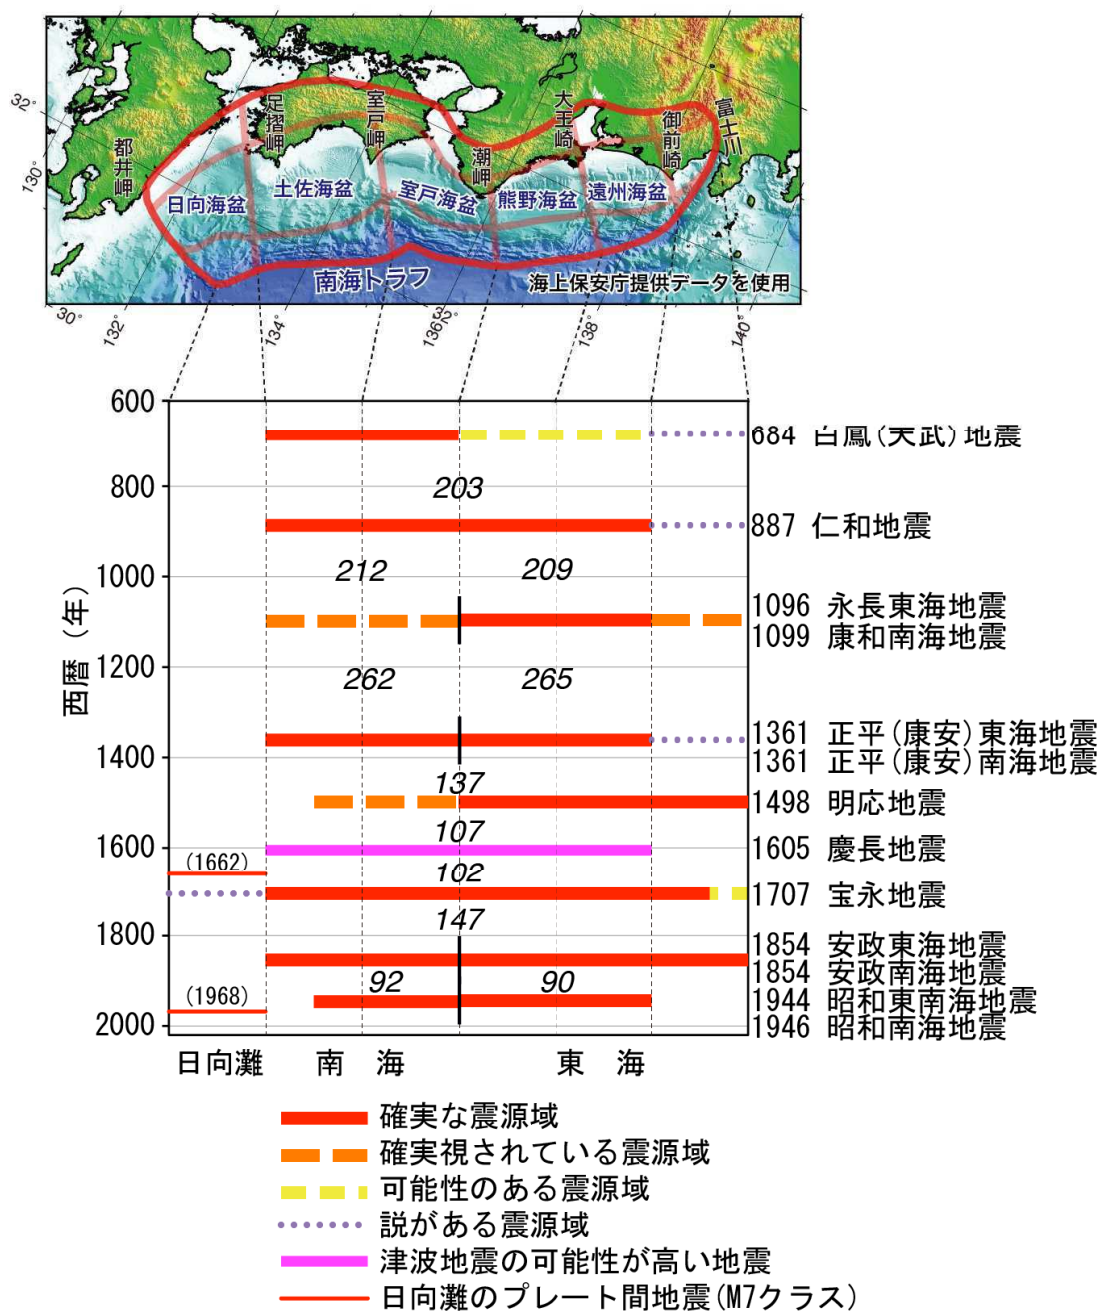 32°
130°
都井岬
足摺岬
室戸岬
潮岬
大王崎
御前崎
富士川
日向海盆
土佐海盆
室戸海盆
熊野海盆
遠州海盆
南海トラフ
海上保安庁提供データを使用
30°
132°
134°
136°
32°
138°
140°
西暦（年）
600
684 白鳳(天武)地震
203
800
887 仁和地震
212 209
1000
1096 永長東海地震
1099 康和南海地震
1200
262 265
1361 正平(康安)東海地震
1361 正平(康安)南海地震
1400
137
1498 明応地震
107
1600
1605 慶長地震
(1662)
102
1707 宝永地震
147
1800
1854 安政東海地震
1854 安政南海地震
92 90
(1968)
1944 昭和東南海地震
1946 昭和南海地震
2000
日向灘 南 海 東 海
確実な震源域
確実視されている震源域
可能性のある震源域
説がある震源域
津波地震の可能性が高い地震
日向灘のプレート間地震(M7クラス)